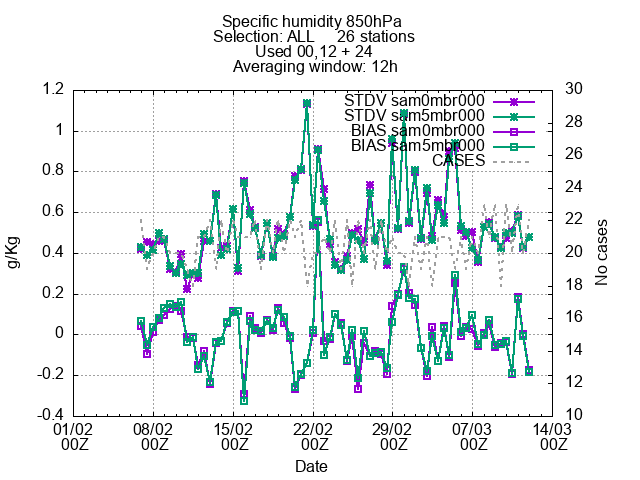 Specific humidity 850hPa
Selection: ALL 26 stations
Used 00,12 + 24
Averaging window: 12h
STDV sam0mbr000
STDV sam5mbr000
BIAS sam0mbr000
BIAS sam5mbr000
CASES
1.2
1
0.8
0.6
0.4
0.2
0
-0.2
-0.4
g/Kg
30
28
26
24
22
20
18
16
14
12
10
No cases
01/02 08/02 15/02 22/02 29/02 07/03 14/03
00Z 00Z 00Z 00Z 00Z 00Z 00Z
Date